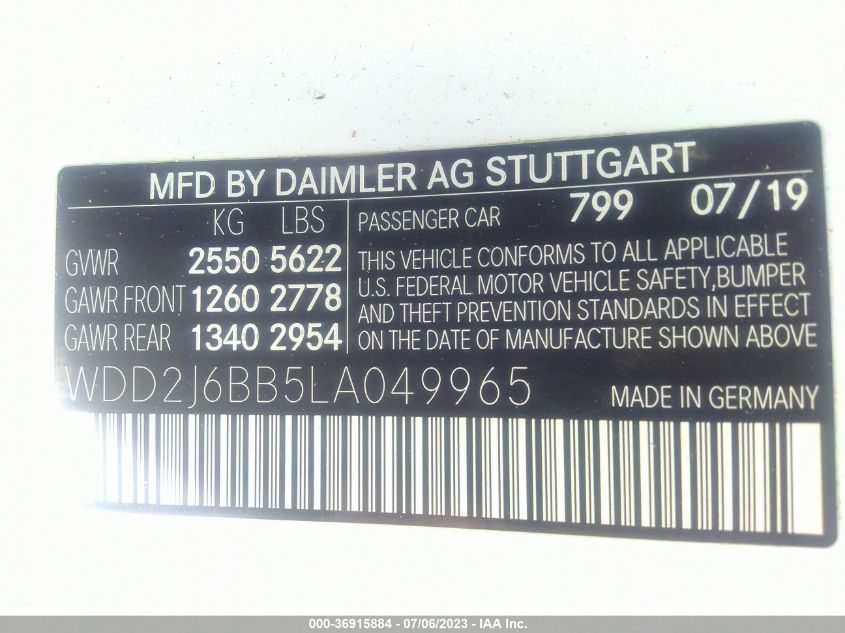 MFD BY DAIMLER AG STUTTGART
KG LBS
GVWR 2550 5622
GAWR FRONT 1260 2778
GAWR REAR 1340 2954
PASSENGER CAR 799 07/19
THIS VEHICLE CONFORMS TO ALL APPLICABLE
U.S. FEDERAL MOTOR VEHICLE SAFETY,BUMPER
AND THEFT PREVENTION STANDARDS IN EFFECT
ON THE DATE OF MANUFACTURE SHOWN ABOVE
WDD2J6BB5LA049965 MADE IN GERMANY
000-36915884 - 07/06/2023 - IAA Inc.